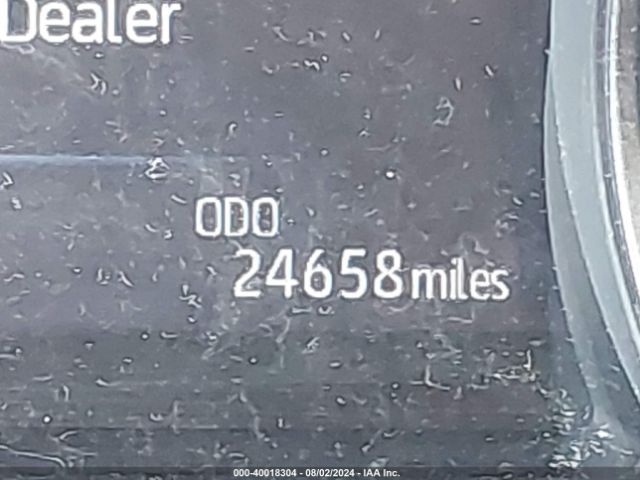 Dealer
ODO
24658 miles
000-40018304 - 08/02/2024 - IAA Inc.